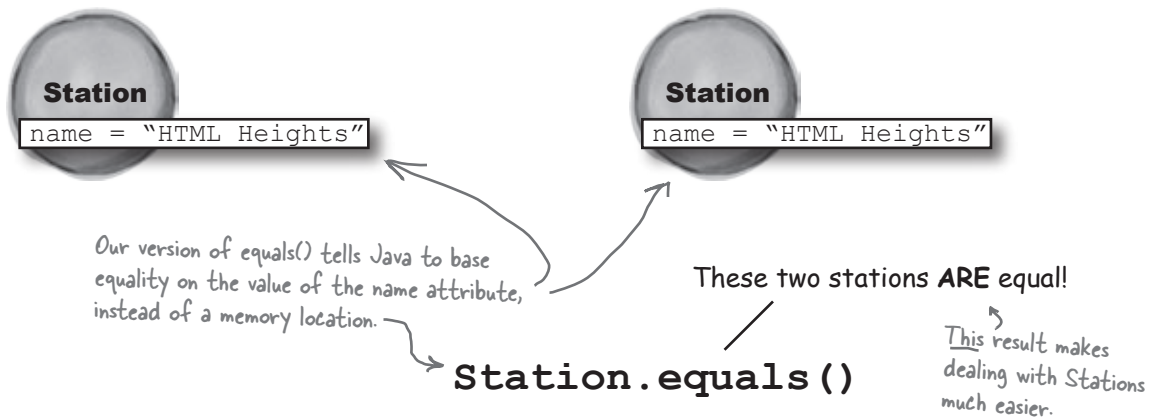 Station
name = “HTML Heights”
Station
name = “HTML Heights”
Our version of equals() tells Java to base
equality on the value of the name attribute,
instead of a memory location.
These two stations ARE equal!
Station.equals()
This result makes
dealing with Stations
much easier.